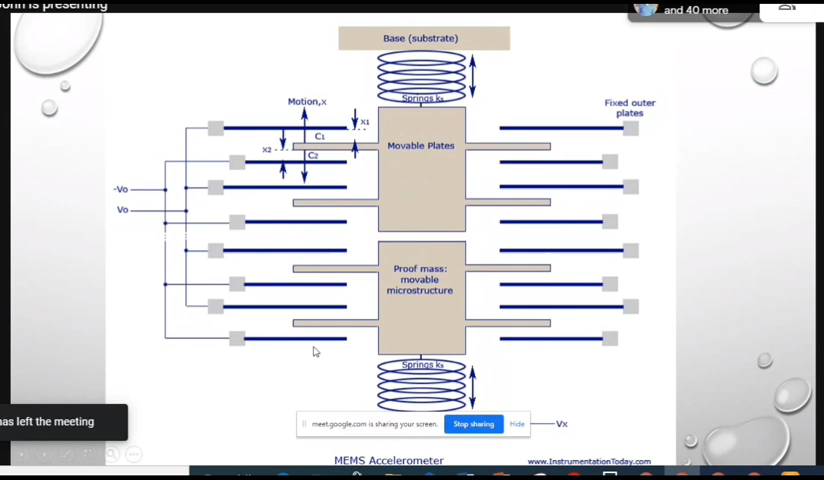 is presenting
and 40 more
Base (substrate)
Springs ks
Motion,x
x1
Fixed outer
plates
C1
x2
C2
Movable Plates
-Vo
Vo
Proof mass:
movable
microstructure
Springs ks
has left the meeting
meet.google.com is sharing your screen.
Stop sharing
Hide
Vx
MEMS Accelerometer
www.InstrumentationToday.com